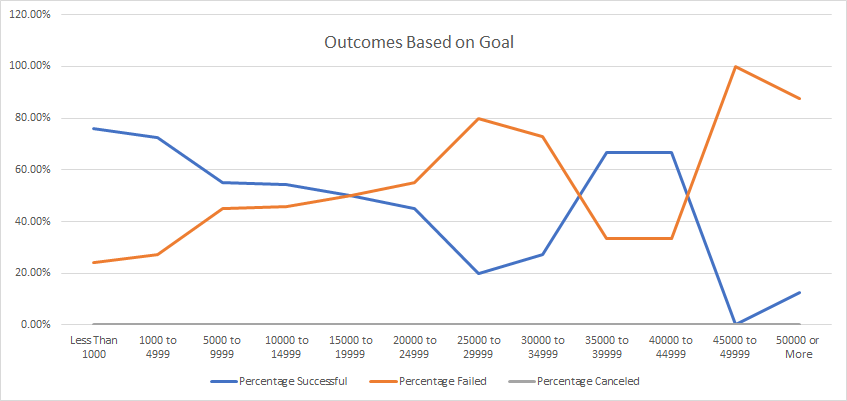 120.00%
Outcomes Based on Goal
100.00%
80.00%
60.00%
40.00%
20.00%
0.00%
Less Than 1000 to 5000 to 10000 to 15000 to 20000 to 25000 to 30000 to 35000 to 40000 to 45000 to 50000 or
1000 4999 9999 14999 19999 24999 29999 34999 39999 44999 49999 More
Percentage Successful Percentage Failed Percentage Canceled